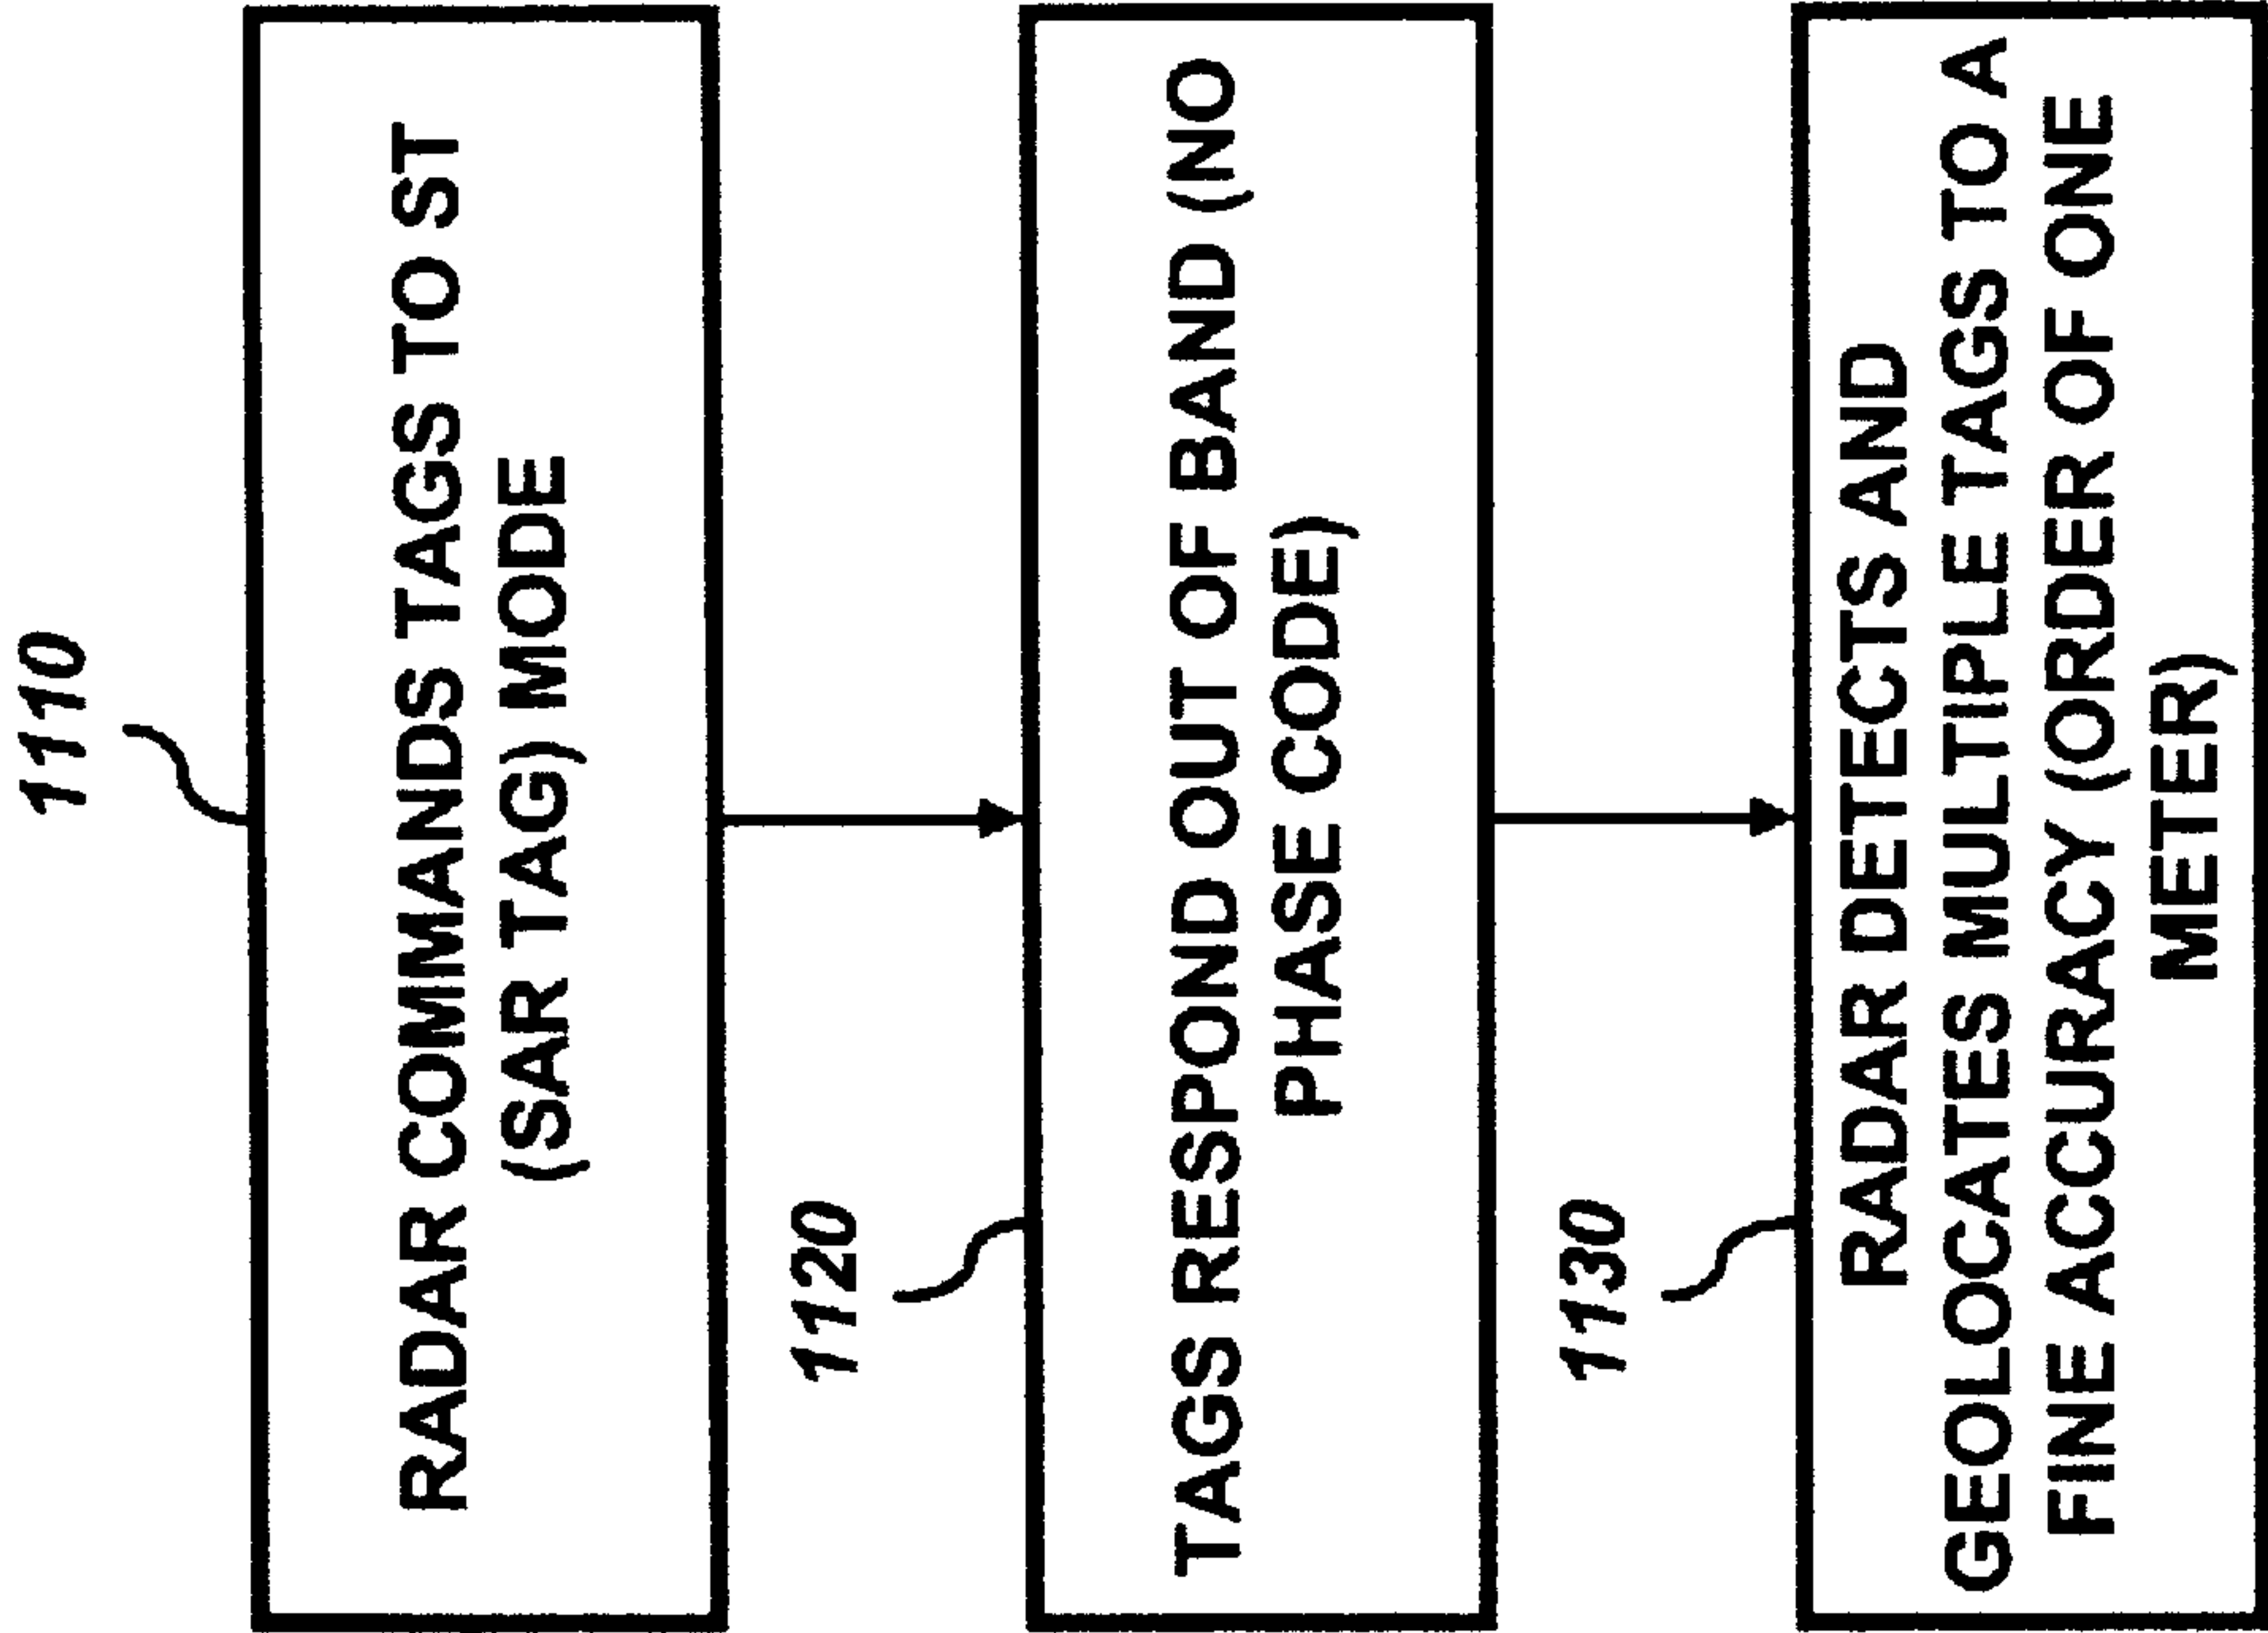 1110
RADAR COMMANDS TAGS TO ST
(SAR TAG) MODE
1120
TAGS RESPOND OUT OF BAND (NO
PHASE CODE)
1130
RADAR DETECTS AND
GEOLOCATES MULTIPLE TAGS TO A
FINE ACCURACY (ORDER OF ONE
METER)